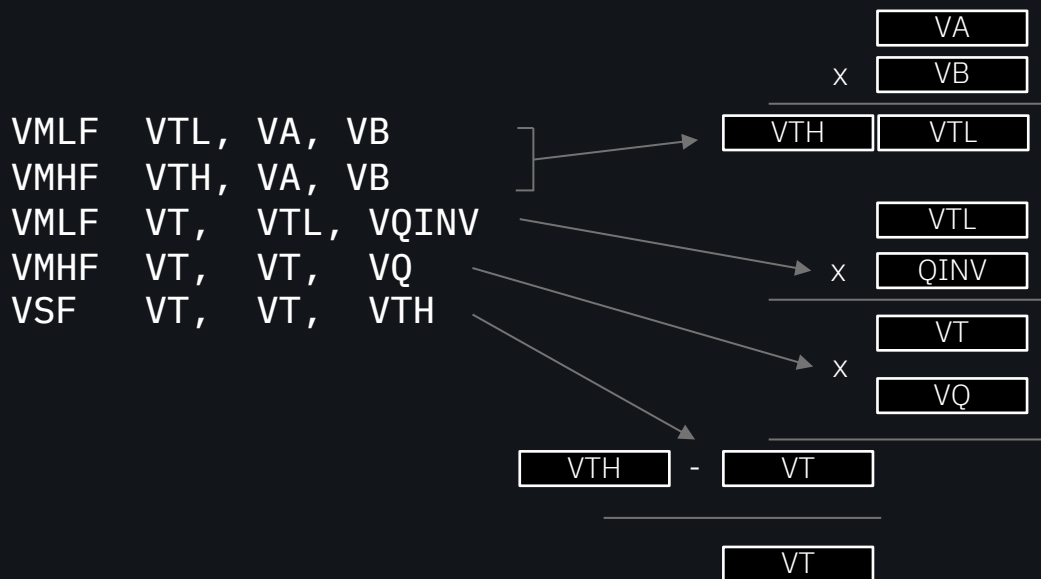 VMLF VTL, VA, VB
VMHF VTH, VA, VB
VMLF VT, VTL, VQINV
VMHF VT, VT, VQ
VSF VT, VT, VTH
VA
x VB
VTH VTL
VTL
x QINV
VT
x
VQ
VTH - VT
VT